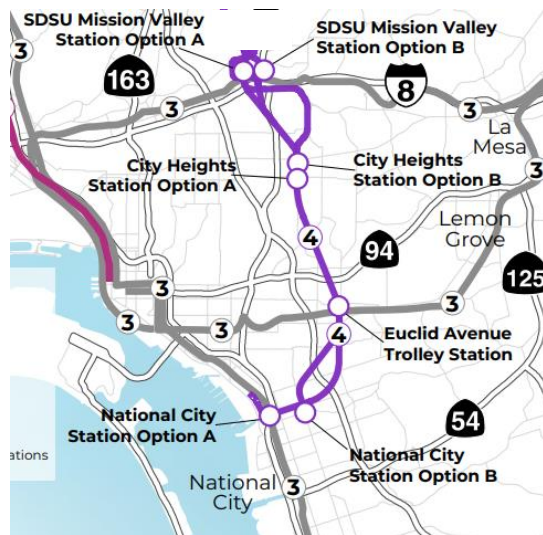 SDSU Mission Valley
Station Option A
SDSU Mission Valley
Station Option B
3
163
8
3
3
La
Mesa
City Heights
Station Option A
City Heights
Station Option B
3
Lemon
Grove
4
94
125
3
3
3
3
4
Euclid Avenue
Trolley Station
National City
Station Option A
54
ations
National City
Station Option B
National
City
3